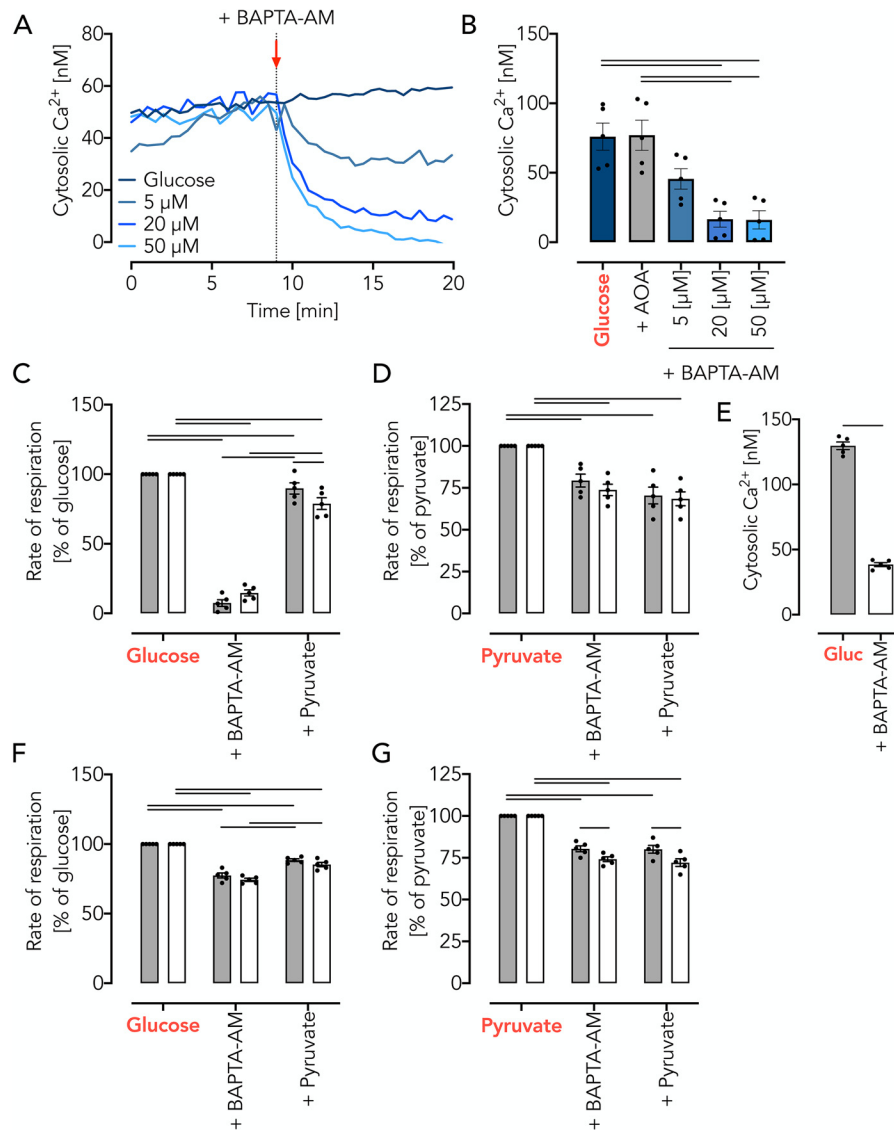 A
+ BAPTA-AM
Cytosolic Ca²⁺ [nM]
80
60
40
20
0
Glucose
5 µM
20 µM
50 µM
0
5
10
15
20
Time [min]
B
Cytosolic Ca²⁺ [nM]
150
100
50
0
Glucose
+ AOA
5 [µM]
20 [µM]
50 [µM]
+ BAPTA-AM
C
Rate of respiration
[% of glucose]
150
100
50
0
Glucose
+ BAPTA-AM
+ Pyruvate
D
Rate of respiration
[% of pyruvate]
125
100
75
50
25
0
Pyruvate
+ BAPTA-AM
+ Pyruvate
E
Cytosolic Ca²⁺ [nM]
150
100
50
0
Gluc
+ BAPTA-AM
F
Rate of respiration
[% of glucose]
150
100
50
0
Glucose
+ BAPTA-AM
+ Pyruvate
G
Rate of respiration
[% of pyruvate]
125
100
75
50
25
0
Pyruvate
+ BAPTA-AM
+ Pyruvate